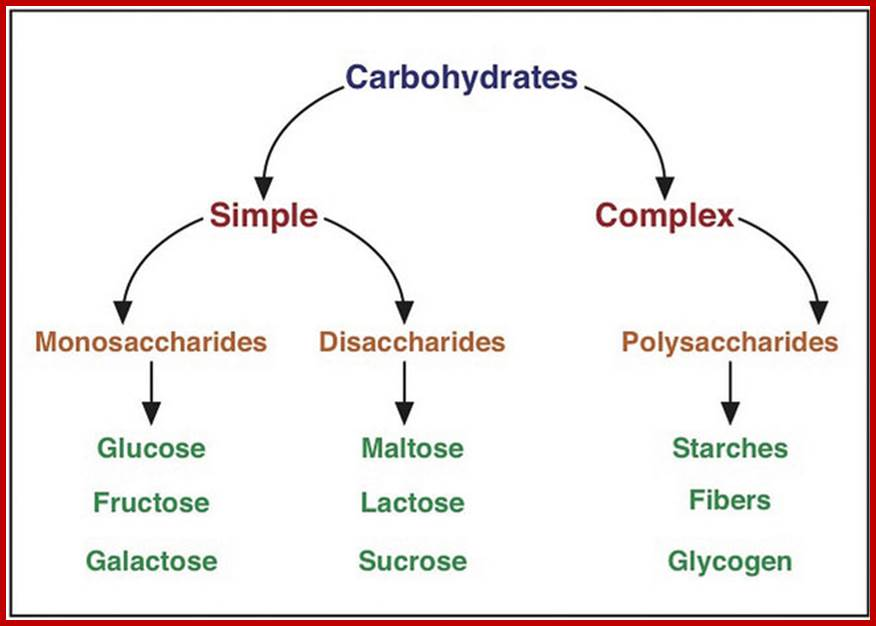 Carbohydrates
Simple Complex
Monosaccharides Disaccharides Polysaccharides
Glucose Maltose Starches
Fructose Lactose Fibers
Galactose Sucrose Glycogen